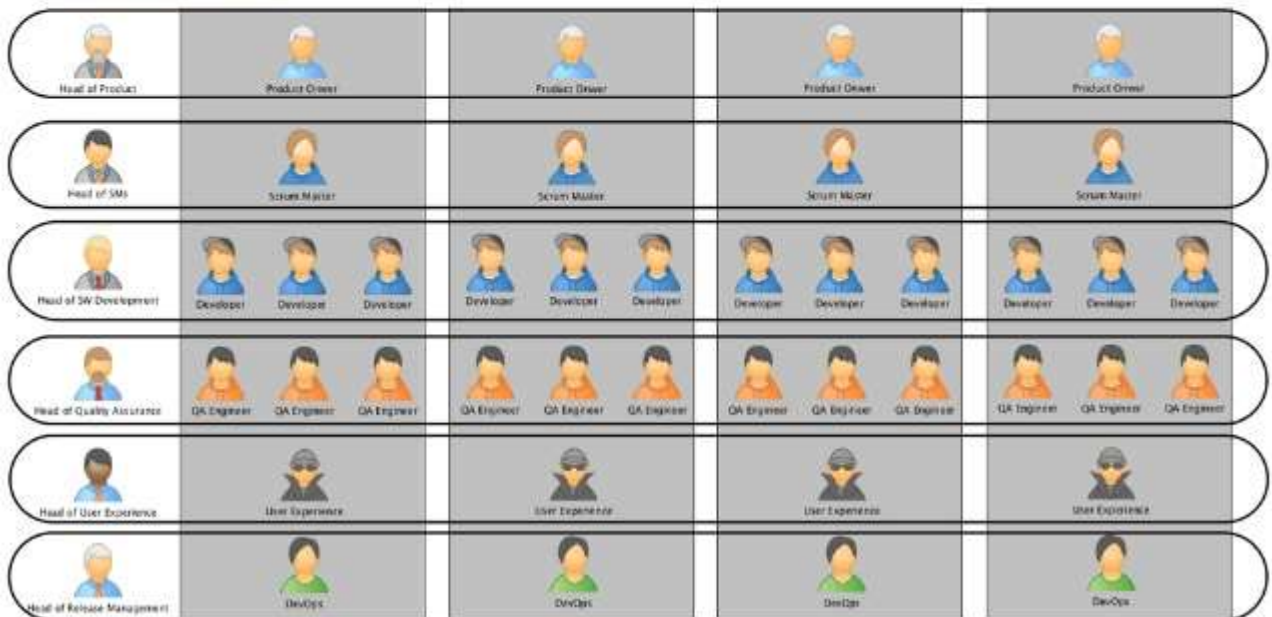 Head of Product
Product Owner
Product Owner
Product Owner
Product Owner
Head of SMs
Scrum Master
Scrum Master
Scrum Master
Scrum Master
Head of SW Development
Developer
Developer
Developer
Developer
Developer
Developer
Developer
Developer
Developer
Developer
Developer
Developer
Head of Quality Assurance
QA Engineer
QA Engineer
QA Engineer
QA Engineer
QA Engineer
QA Engineer
QA Engineer
QA Engineer
QA Engineer
QA Engineer
QA Engineer
QA Engineer
Head of User Experience
User Experience
User Experience
User Experience
User Experience
Head of Release Management
DevOps
DevOps
DevOps
DevOps